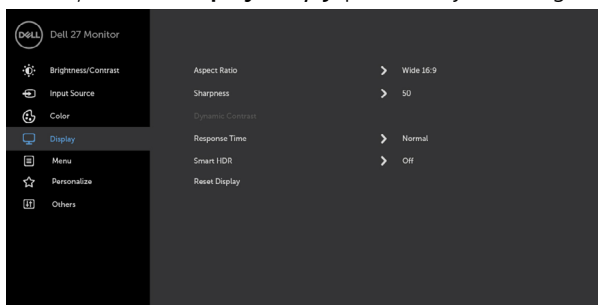 DELL Dell 27 Monitor
Brightness/Contrast Aspect Ratio Wide 16:9
Input Source Sharpness 50
Color Dynamic Contrast
Display Response Time Normal
Menu Smart HDR Off
Personalize Reset Display
Others